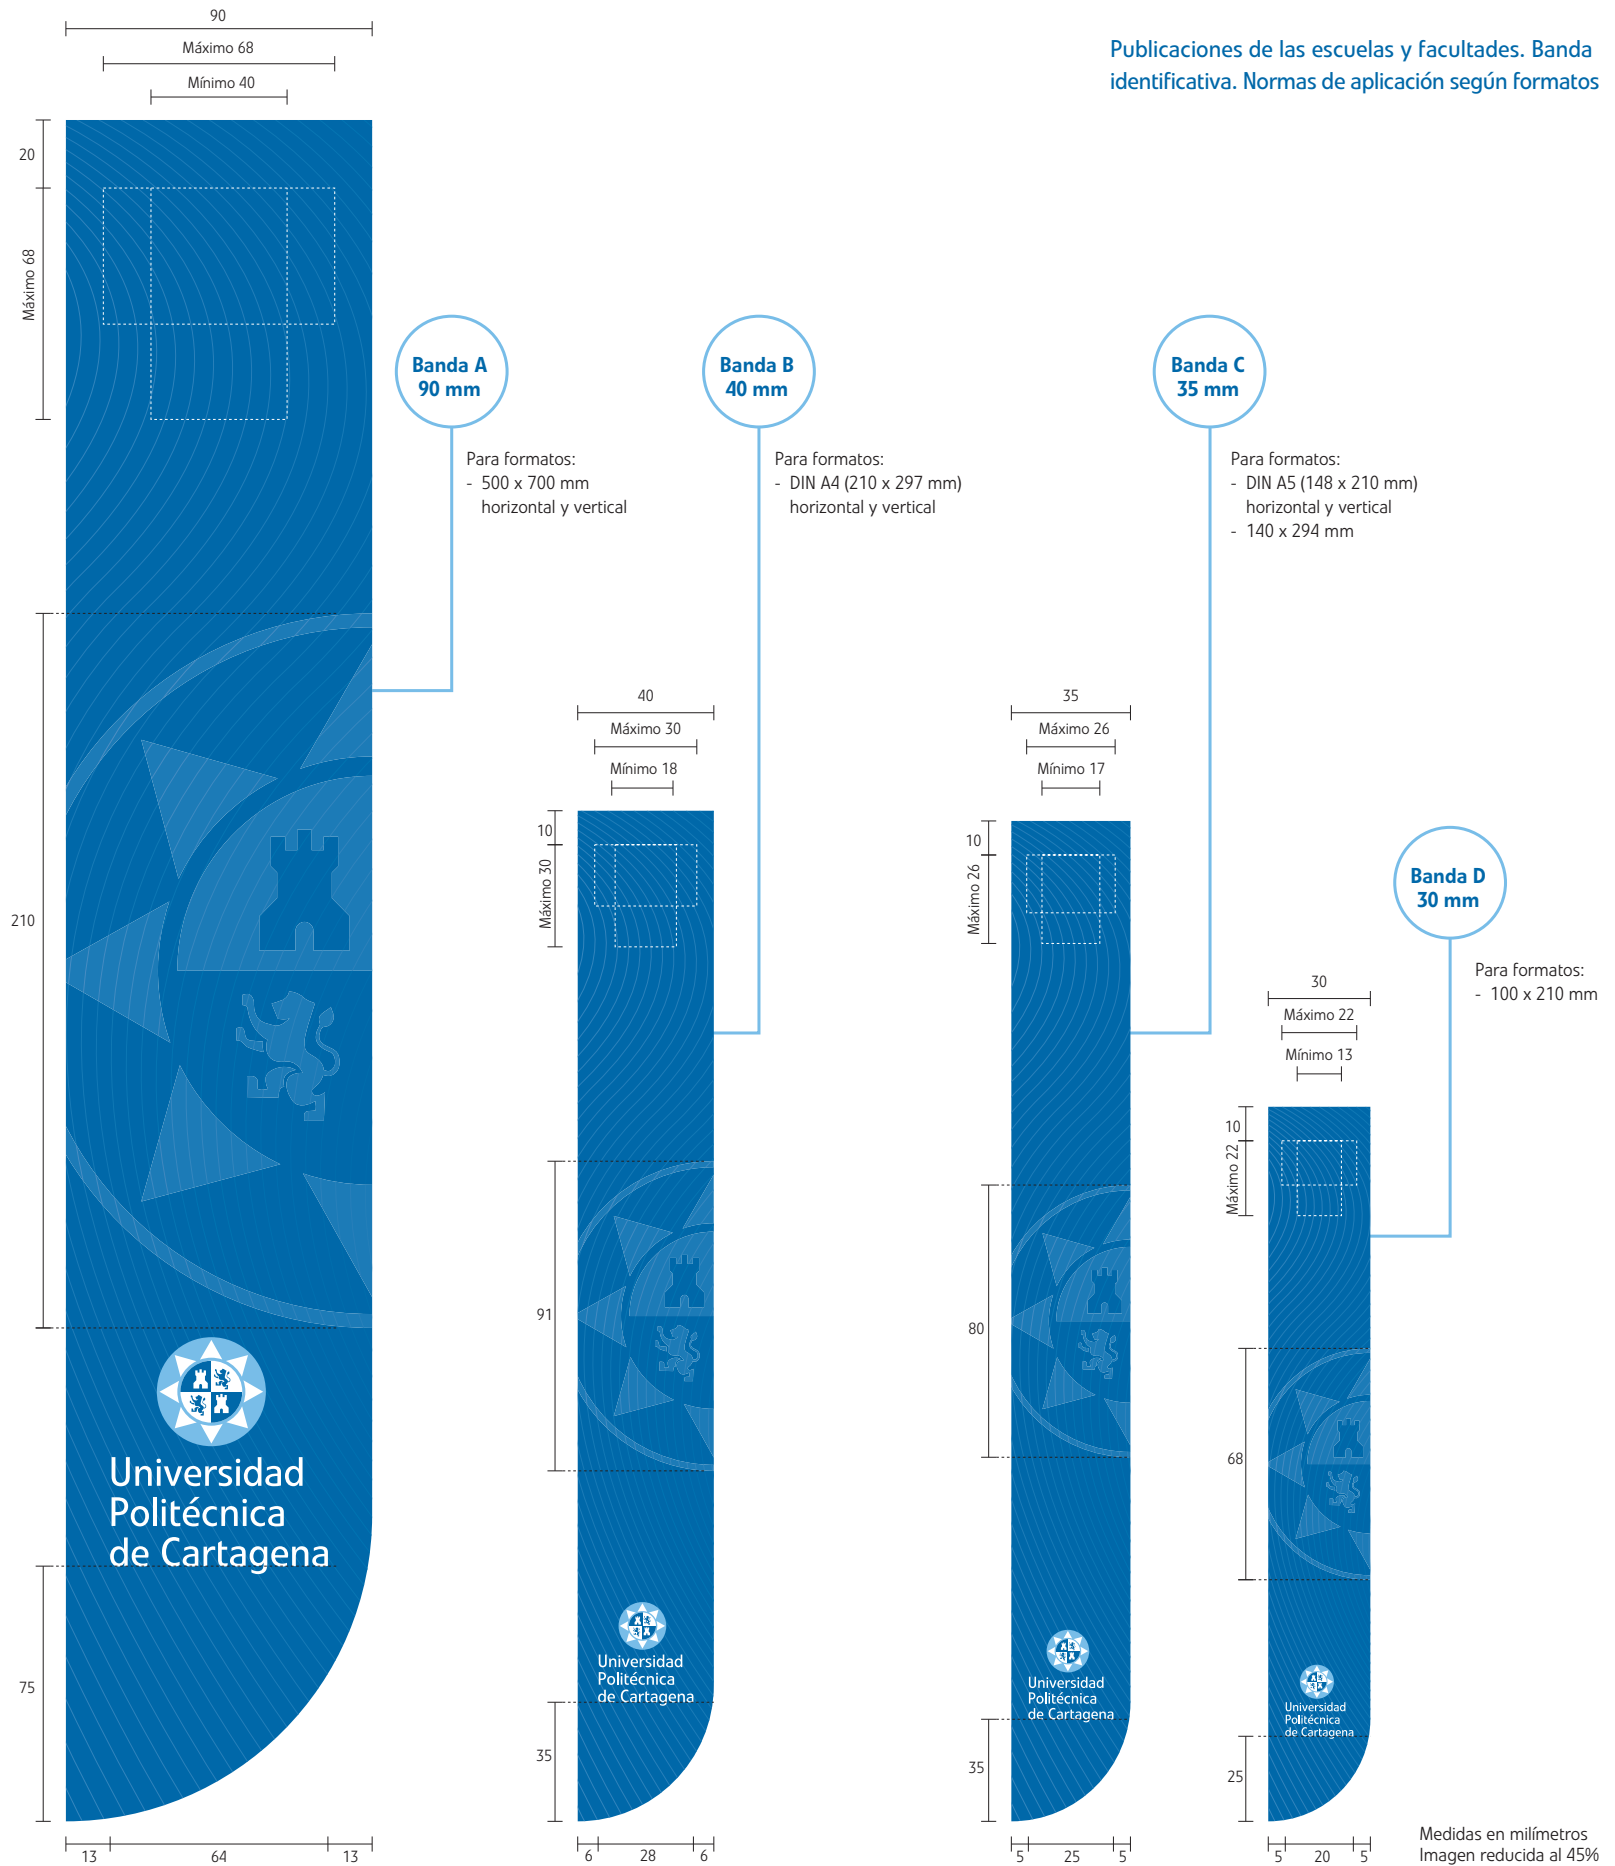 Publicaciones de las escuelas y facultades. Banda
identificativa. Normas de aplicación según formatos
90
Máximo 68
Mínimo 40
20
Máximo 68
210
75
13 64 13
Universidad
Politécnica
de Cartagena
Banda A
90 mm
Para formatos:
- 500 x 700 mm
horizontal y vertical
Banda B
40 mm
Para formatos:
- DIN A4 (210 x 297 mm)
horizontal y vertical
40
Máximo 30
Mínimo 18
10
Máximo 30
91
35
6 28 6
Universidad
Politécnica
de Cartagena
Banda C
35 mm
Para formatos:
- DIN A5 (148 x 210 mm)
horizontal y vertical
- 140 x 294 mm
35
Máximo 26
Mínimo 17
10
Máximo 26
80
35
5 25 5
Universidad
Politécnica
de Cartagena
Banda D
30 mm
Para formatos:
- 100 x 210 mm
30
Máximo 22
Mínimo 13
10
Máximo 22
68
25
5 20 5
Universidad
Politécnica
de Cartagena
Medidas en milímetros
Imagen reducida al 45%